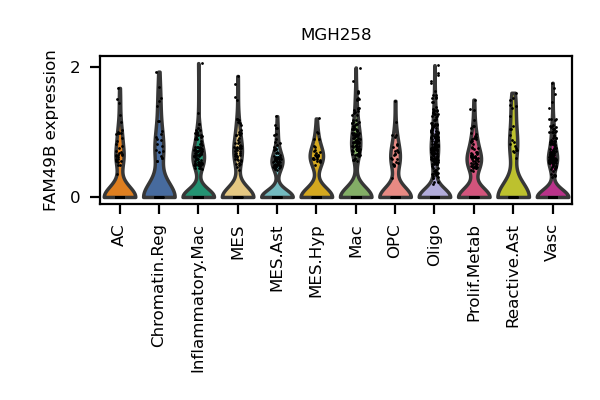 MGH258
FAM49B expression
2
0
AC
Chromatin.Reg
Inflammatory.Mac
MES
MES.Ast
MES.Hyp
Mac
OPC
Oligo
Prolif.Metab
Reactive.Ast
Vasc